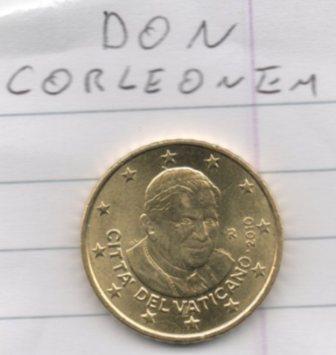 DON
CORLEONEM
CITTA' DEL VATICANO 2010